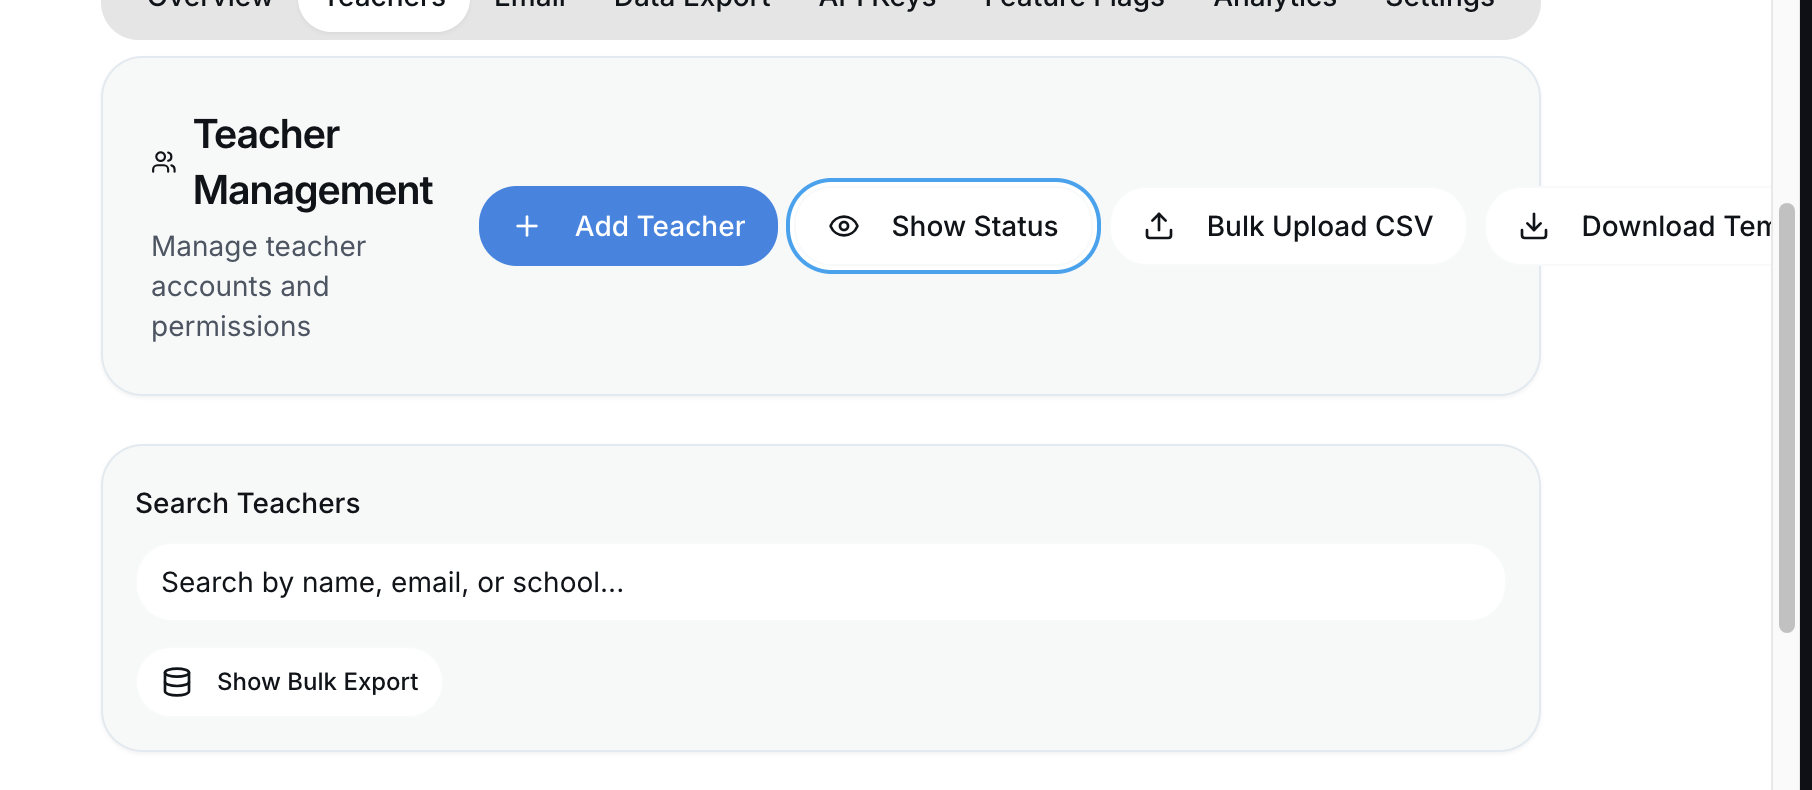 Overview Teachers Email Data Export API Keys Feature Flags Analytics Settings
Teacher
Management
Manage teacher
accounts and
permissions
Add Teacher
Show Status
Bulk Upload CSV
Download Tem
Search Teachers
Search by name, email, or school...
Show Bulk Export